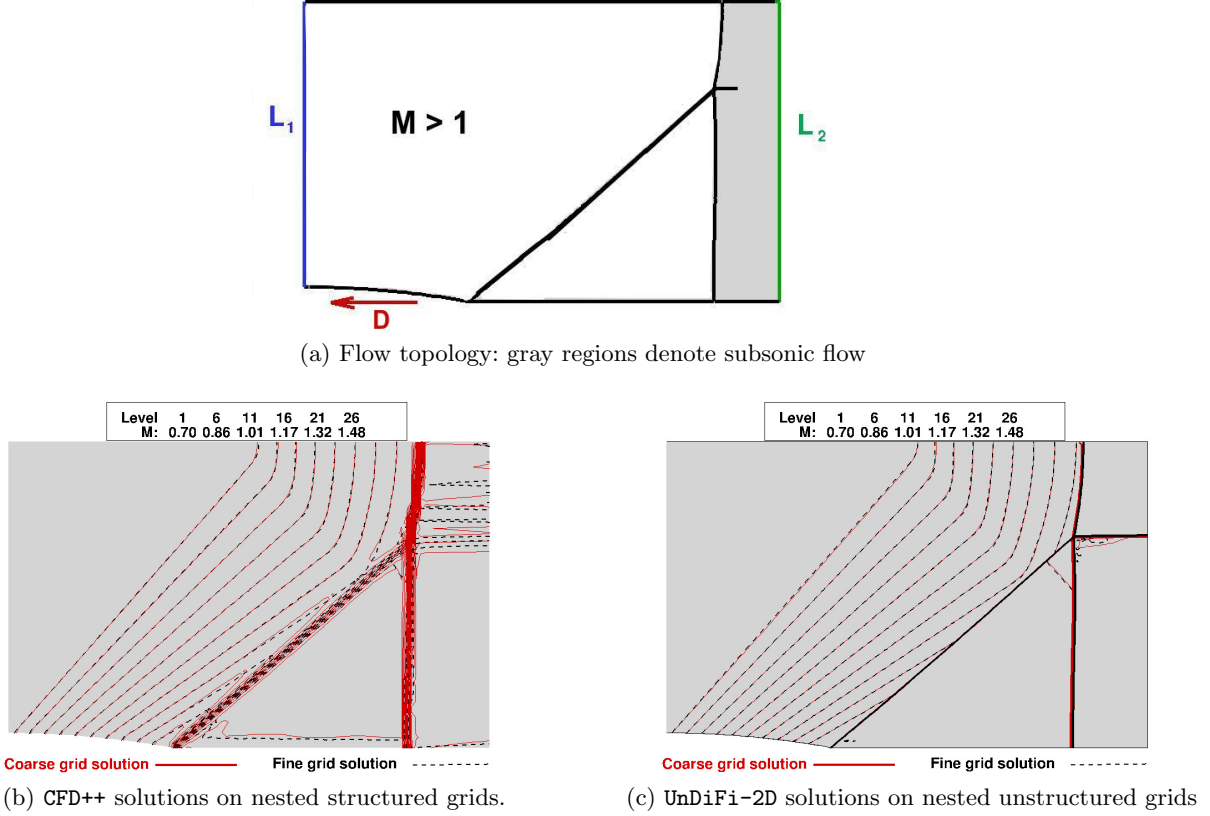 L1
M > 1
L2
D
(a) Flow topology: gray regions denote subsonic flow
Level 1 6 11 16 21 26
M: 0.70 0.86 1.01 1.17 1.32 1.48
Coarse grid solution Fine grid solution
(b) CFD++ solutions on nested structured grids.
Level 1 6 11 16 21 26
M: 0.70 0.86 1.01 1.17 1.32 1.48
Coarse grid solution Fine grid solution
(c) UnDiFi-2D solutions on nested unstructured grids